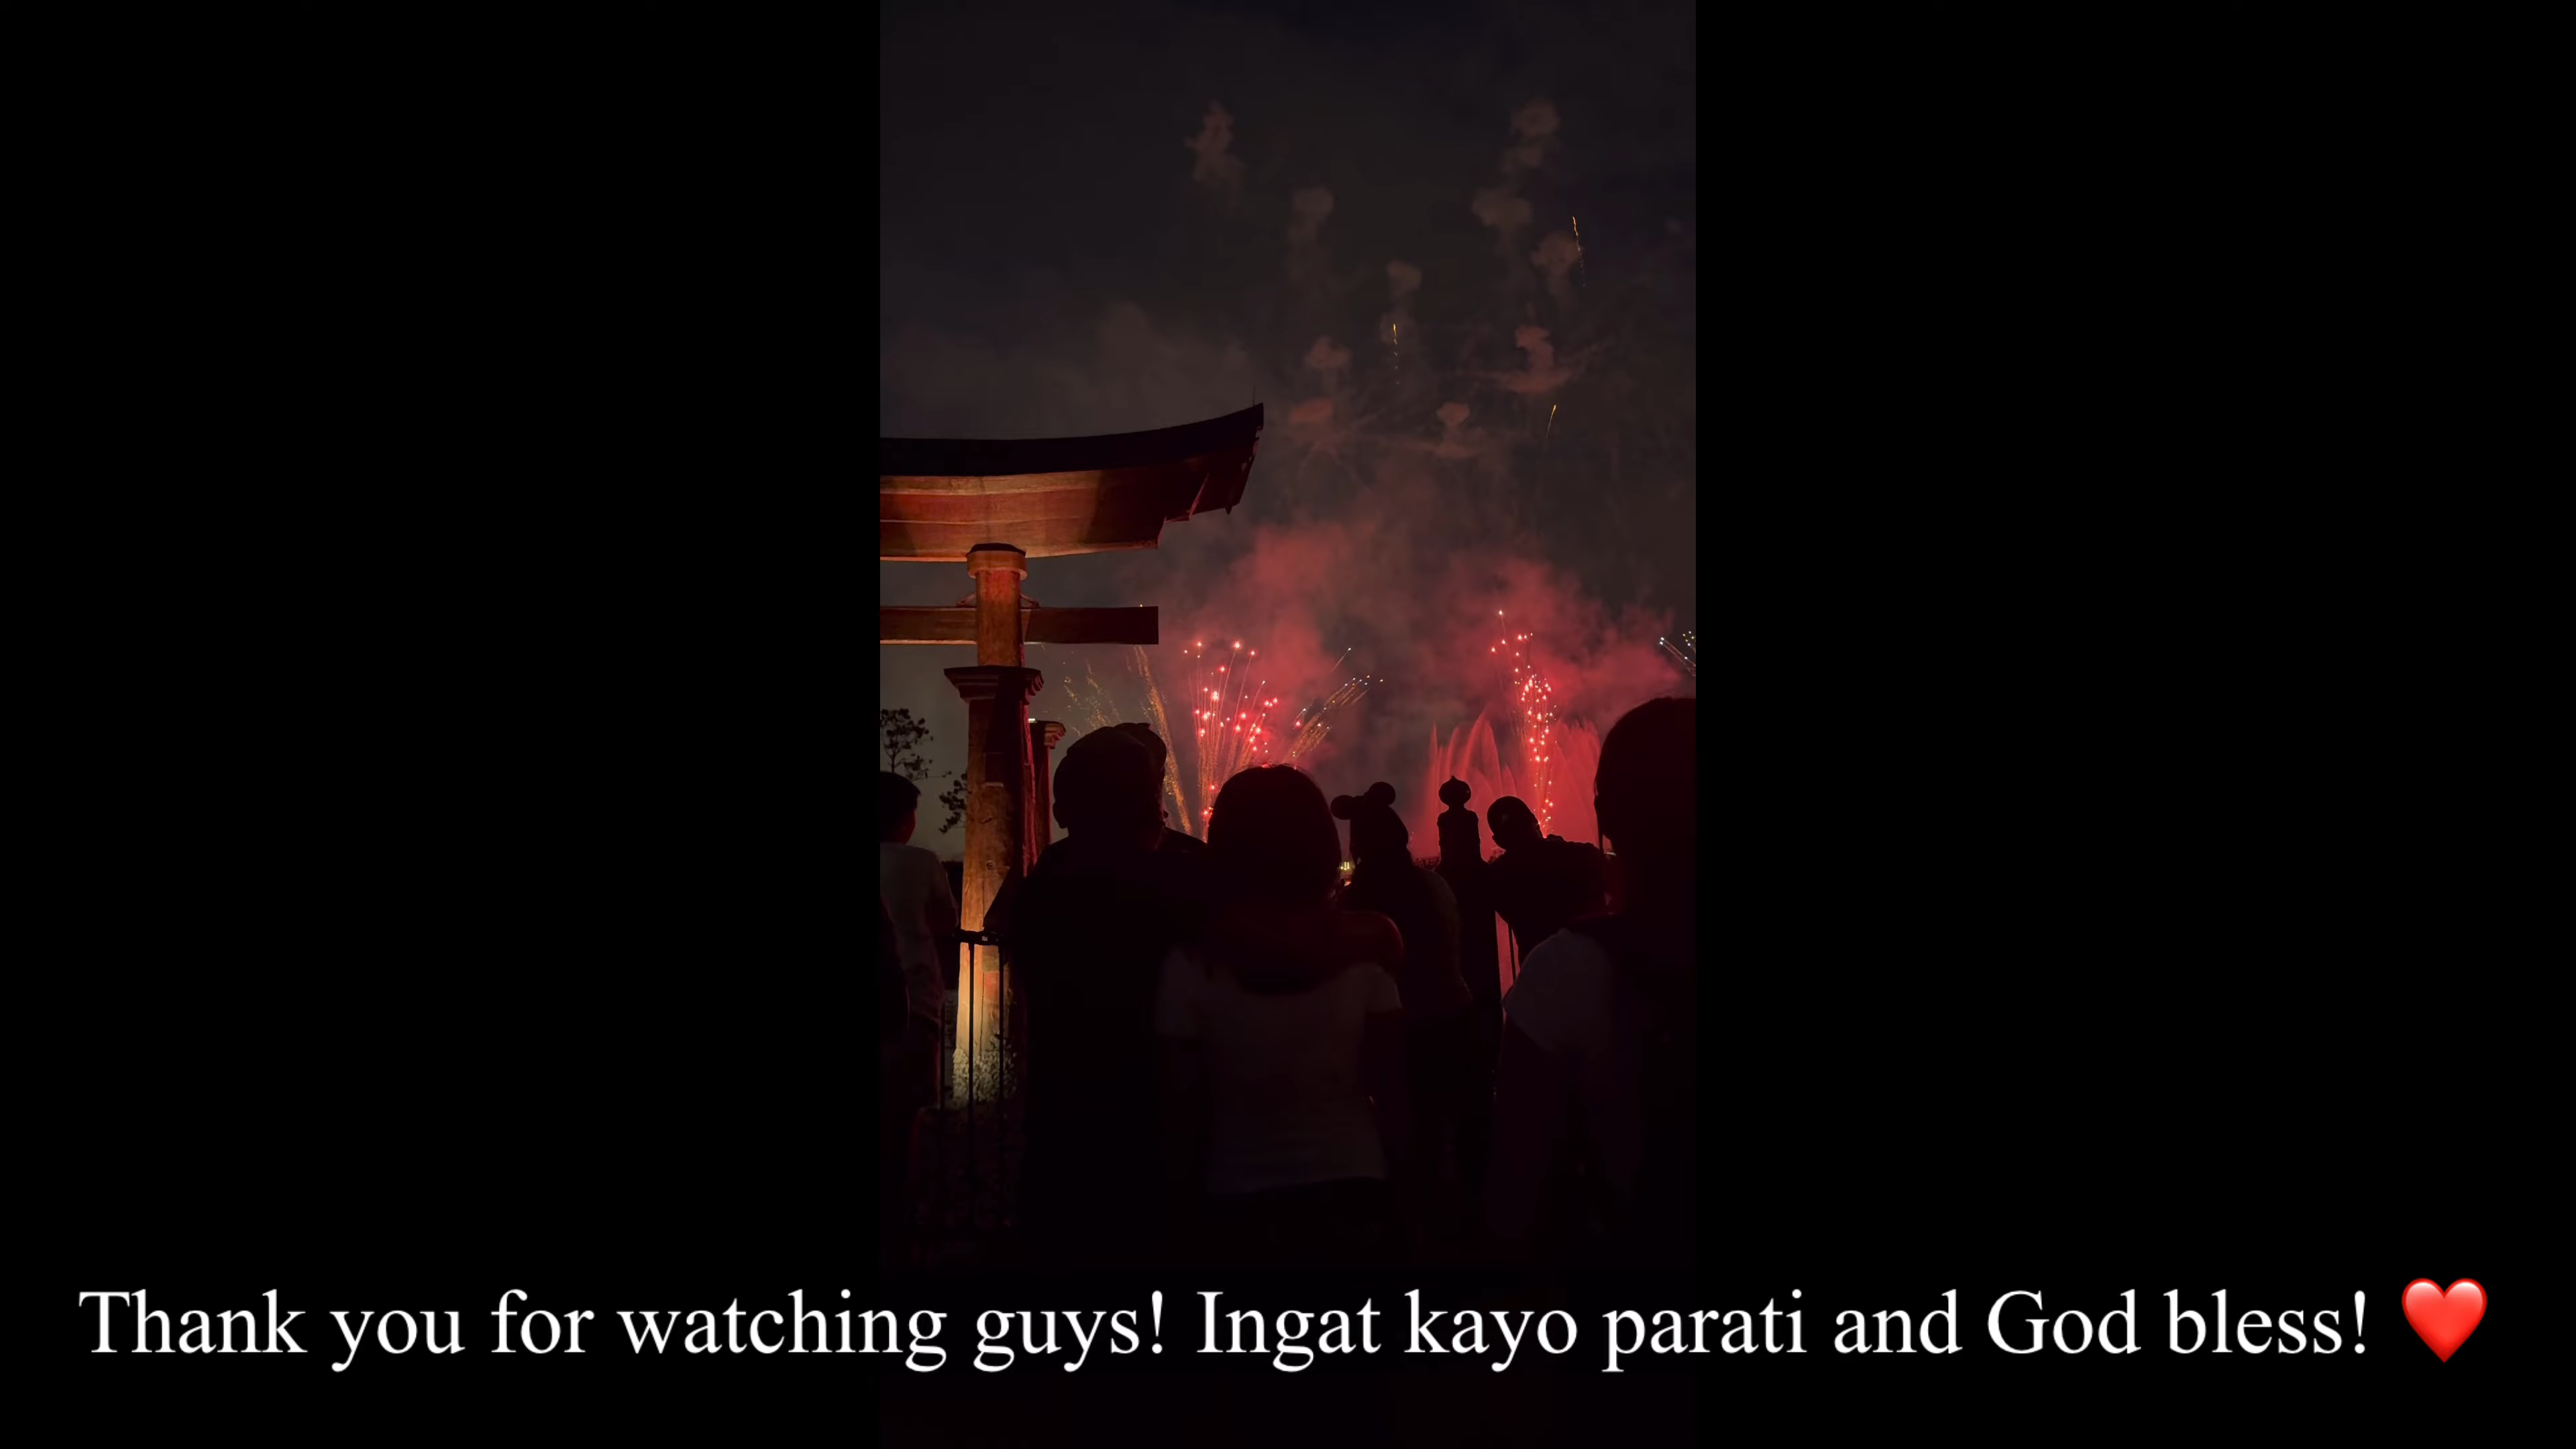 Thank you for watching guys! Ingat kayo parati and God bless! ❤️